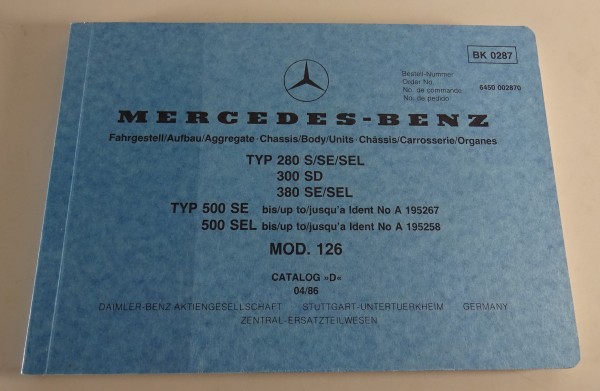 BK 0287
Bestell-Nummer
Order No.
No. de commande 6450 002870
No. de pedido
MERCEDES-BENZ
Fahrgestell/Aufbau/Aggregate-Chassis/Body/Units-Châssis/Carrosserie/Organes
TYP 280 S/SE/SEL
300 SD
380 SE/SEL
TYP 500 SE bis/up to/jusqu'a Ident No A 195267
500 SEL bis/up to/jusqu'a Ident No A 195258
MOD. 126
CATALOG »D«
04/86
DAIMLER-BENZ AKTIENGESELLSCHAFT STUTTGART-UNTERTUERKHEIM GERMANY
ZENTRAL-ERSATZTEILWESEN